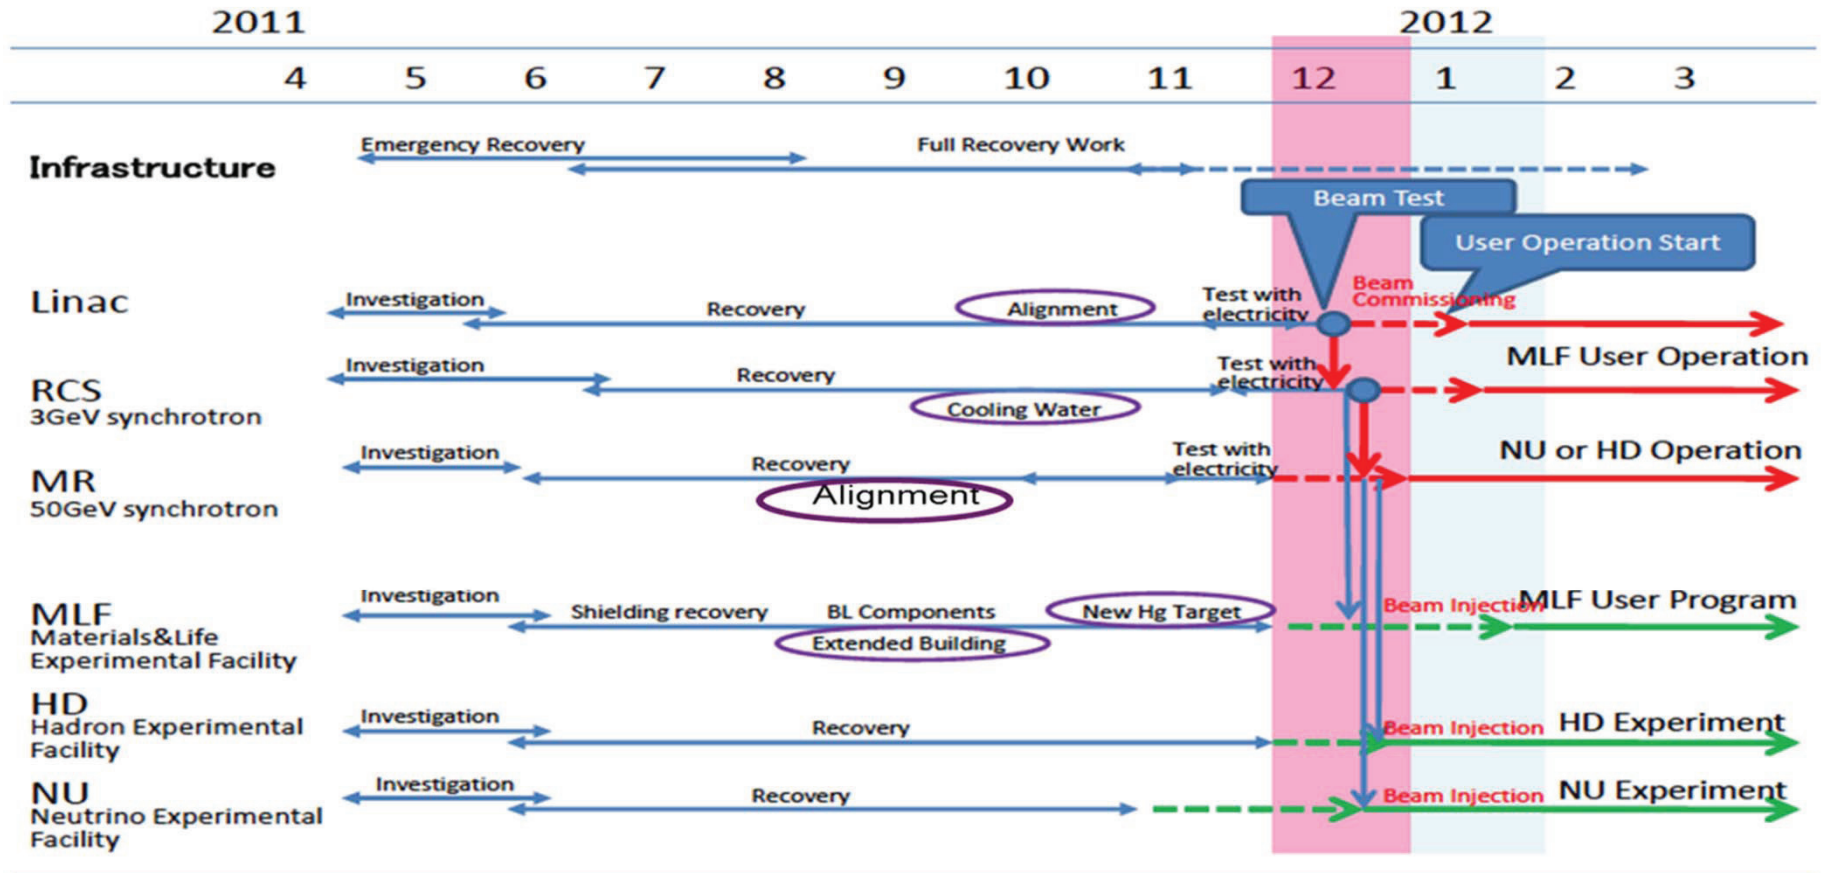 2011 2012
4 5 6 7 8 9 10 11 12 1 2 3
Infrastructure
Emergency Recovery
Full Recovery Work
Beam Test
User Operation Start
Linac
Investigation
Recovery
Alignment
Test with
electricity
Beam
Commissioning
MLF User Operation
RCS
3GeV synchrotron
Investigation
Recovery
Cooling Water
Test with
electricity
NU or HD Operation
MR
50GeV synchrotron
Investigation
Recovery
Alignment
Test with
electricity
MLF
Materials&Life
Experimental Facility
Investigation
Shielding recovery
BL Components
Extended Building
New Hg Target
Beam Injection
MLF User Program
HD
Hadron Experimental
Facility
Investigation
Recovery
Beam Injection
HD Experiment
NU
Neutrino Experimental
Facility
Investigation
Recovery
Beam Injection
NU Experiment